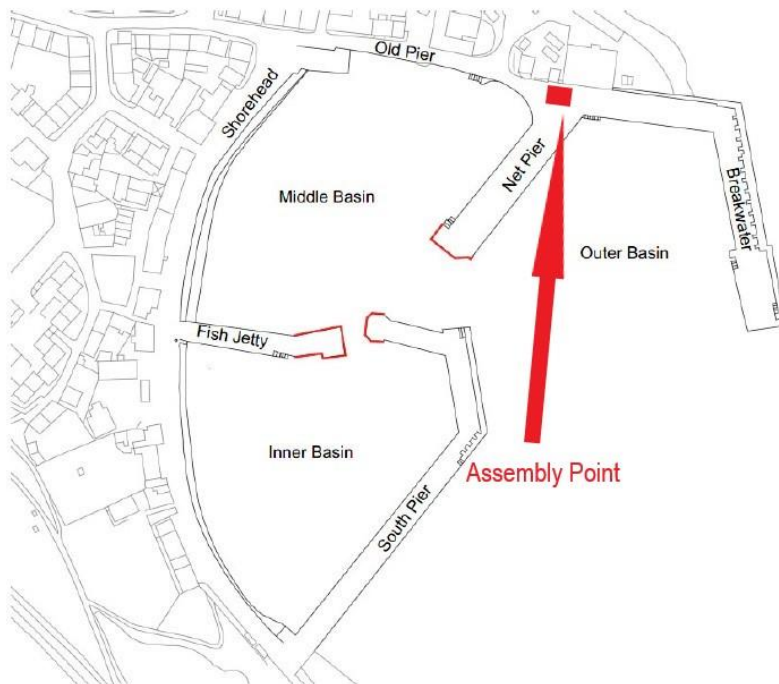 Old Pier
Shorehead
Net Pier
Middle Basin
Breakwater
Outer Basin
Fish Jetty
Inner Basin
Assembly Point
South Pier